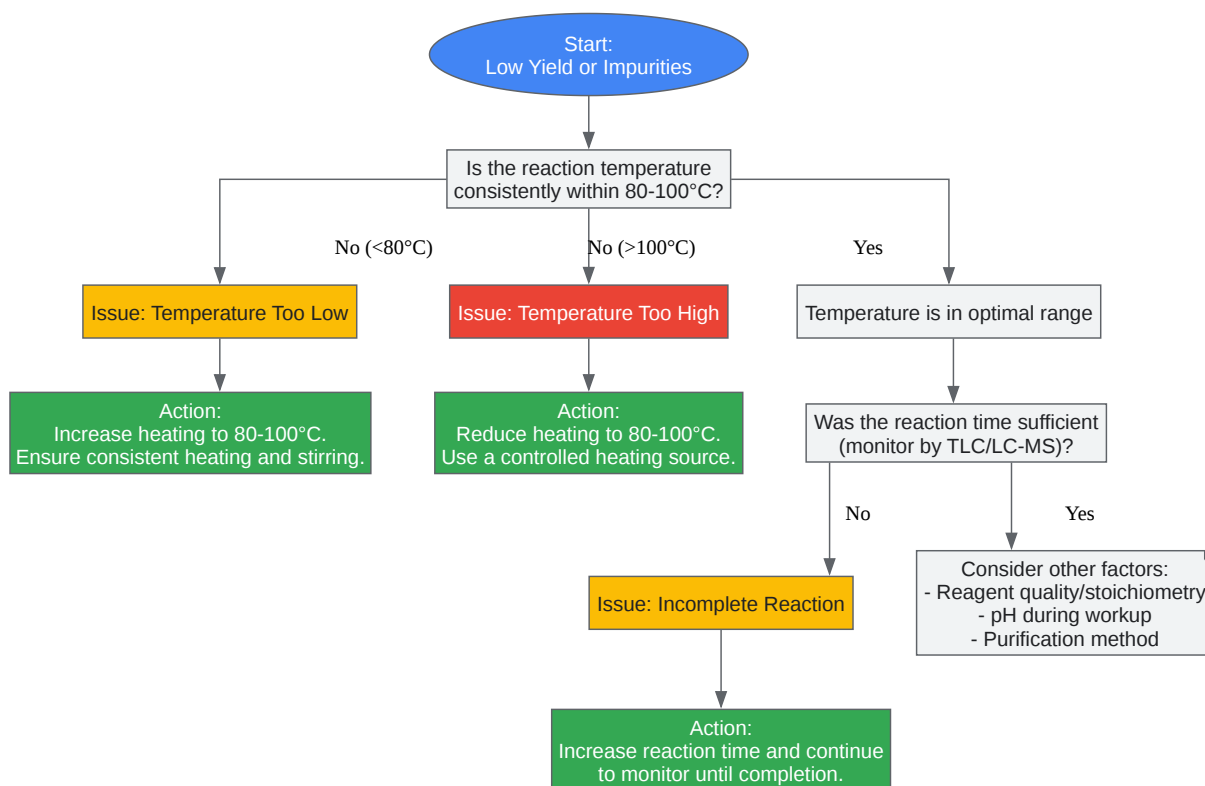 Start:
Low Yield or Impurities
Is the reaction temperature
consistently within 80-100°C?
No (<80°C)
No (>100°C)
Yes
Issue: Temperature Too Low
Issue: Temperature Too High
Temperature is in optimal range
Action:
Increase heating to 80-100°C.
Ensure consistent heating and stirring.
Action:
Reduce heating to 80-100°C.
Use a controlled heating source.
Was the reaction time sufficient
(monitor by TLC/LC-MS)?
No
Yes
Issue: Incomplete Reaction
Consider other factors:
- Reagent quality/stoichiometry
- pH during workup
- Purification method
Action:
Increase reaction time and continue
to monitor until completion.